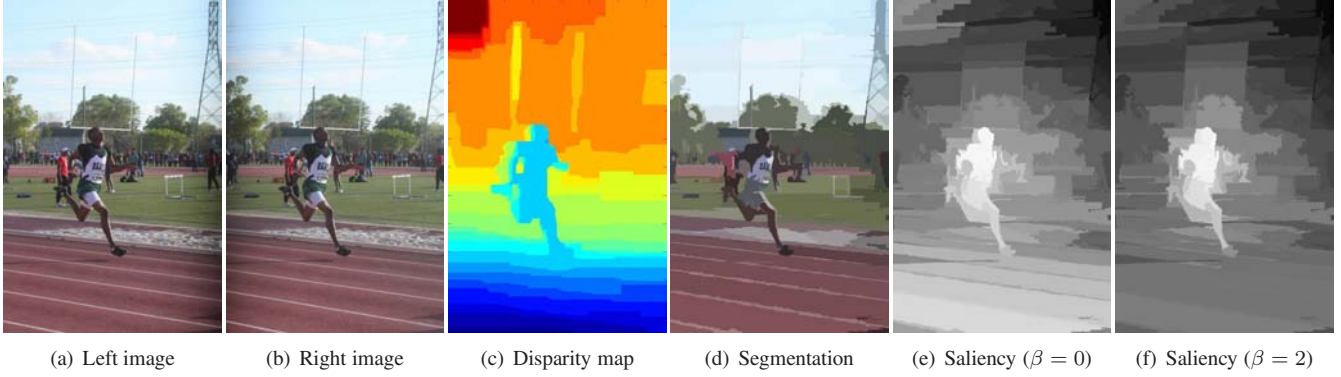 (a) Left image
(b) Right image
(c) Disparity map
(d) Segmentation
(e) Saliency (β = 0)
(f) Saliency (β = 2)